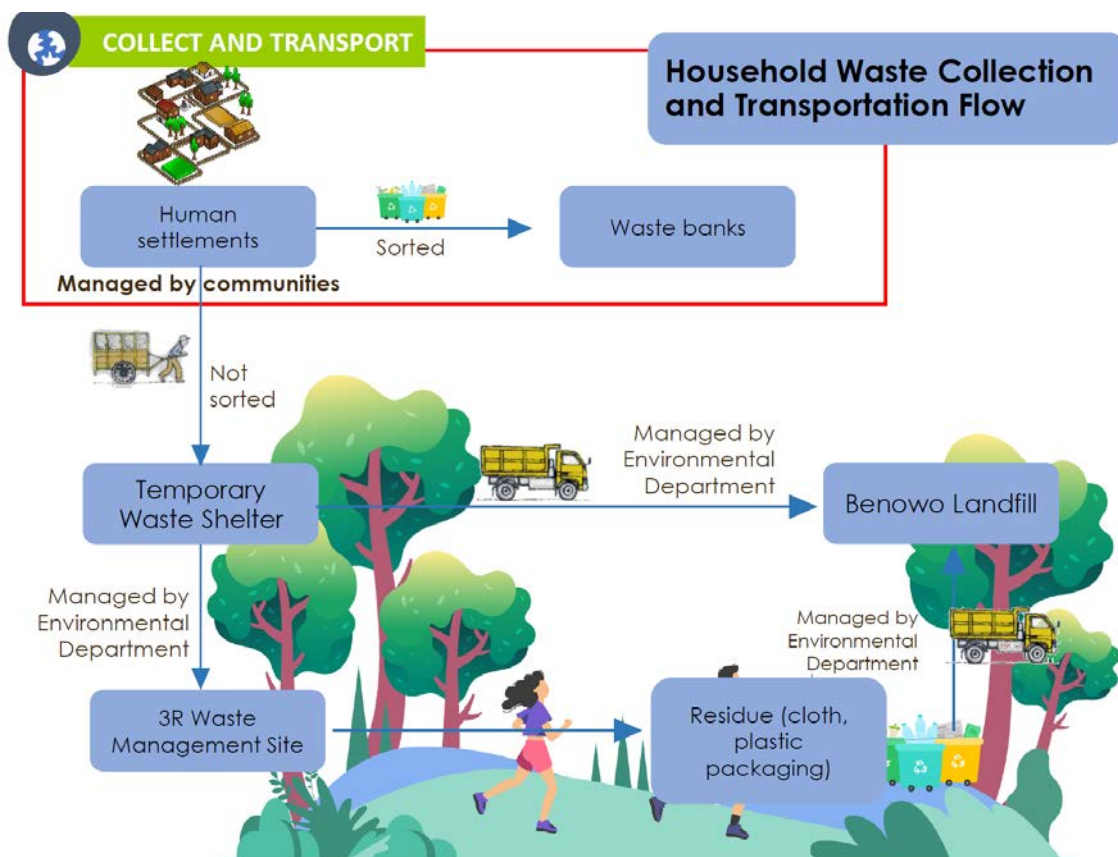 COLLECT AND TRANSPORT
Household Waste Collection
and Transportation Flow
Human
settlements
Sorted
Waste banks
Managed by communities
Not
sorted
Temporary
Waste Shelter
Managed by
Environmental
Department
Benowo Landfill
Managed by
Environmental
Department
Managed by
Environmental
Department
3R Waste
Management Site
Residue (cloth,
plastic
packaging)